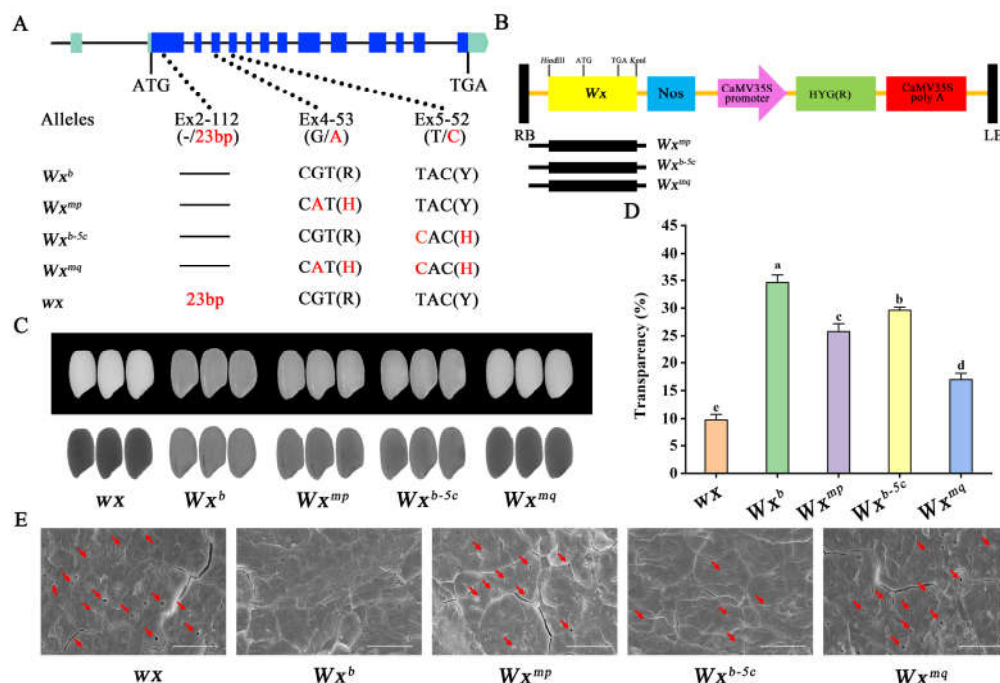 A
ATG
TGA
Alleles
Ex2-112
(-/23bp)
Ex4-53
(G/A)
Ex5-52
(T/C)
Wx^b
CGT(R)
TAC(Y)
Wx^mp
CAT(H)
TAC(Y)
Wx^b-5c
CGT(R)
CAC(H)
Wx^mq
CAT(H)
CAC(H)
wx
23bp
CGT(R)
TAC(Y)
B
HindIII
ATG
TGA
KpnI
Wx
Nos
CaMV35S
promoter
HYG(R)
CaMV35S
poly A
RB
LB
Wx^mp
Wx^b-5c
Wx^mq
C
wx
Wx^b
Wx^mp
Wx^b-5c
Wx^mq
D
Transparency (%)
45
40
35
30
25
20
15
10
5
0
e
a
c
b
d
wx
Wx^b
Wx^mp
Wx^b-5c
Wx^mq
E
wx
Wx^b
Wx^mp
Wx^b-5c
Wx^mq